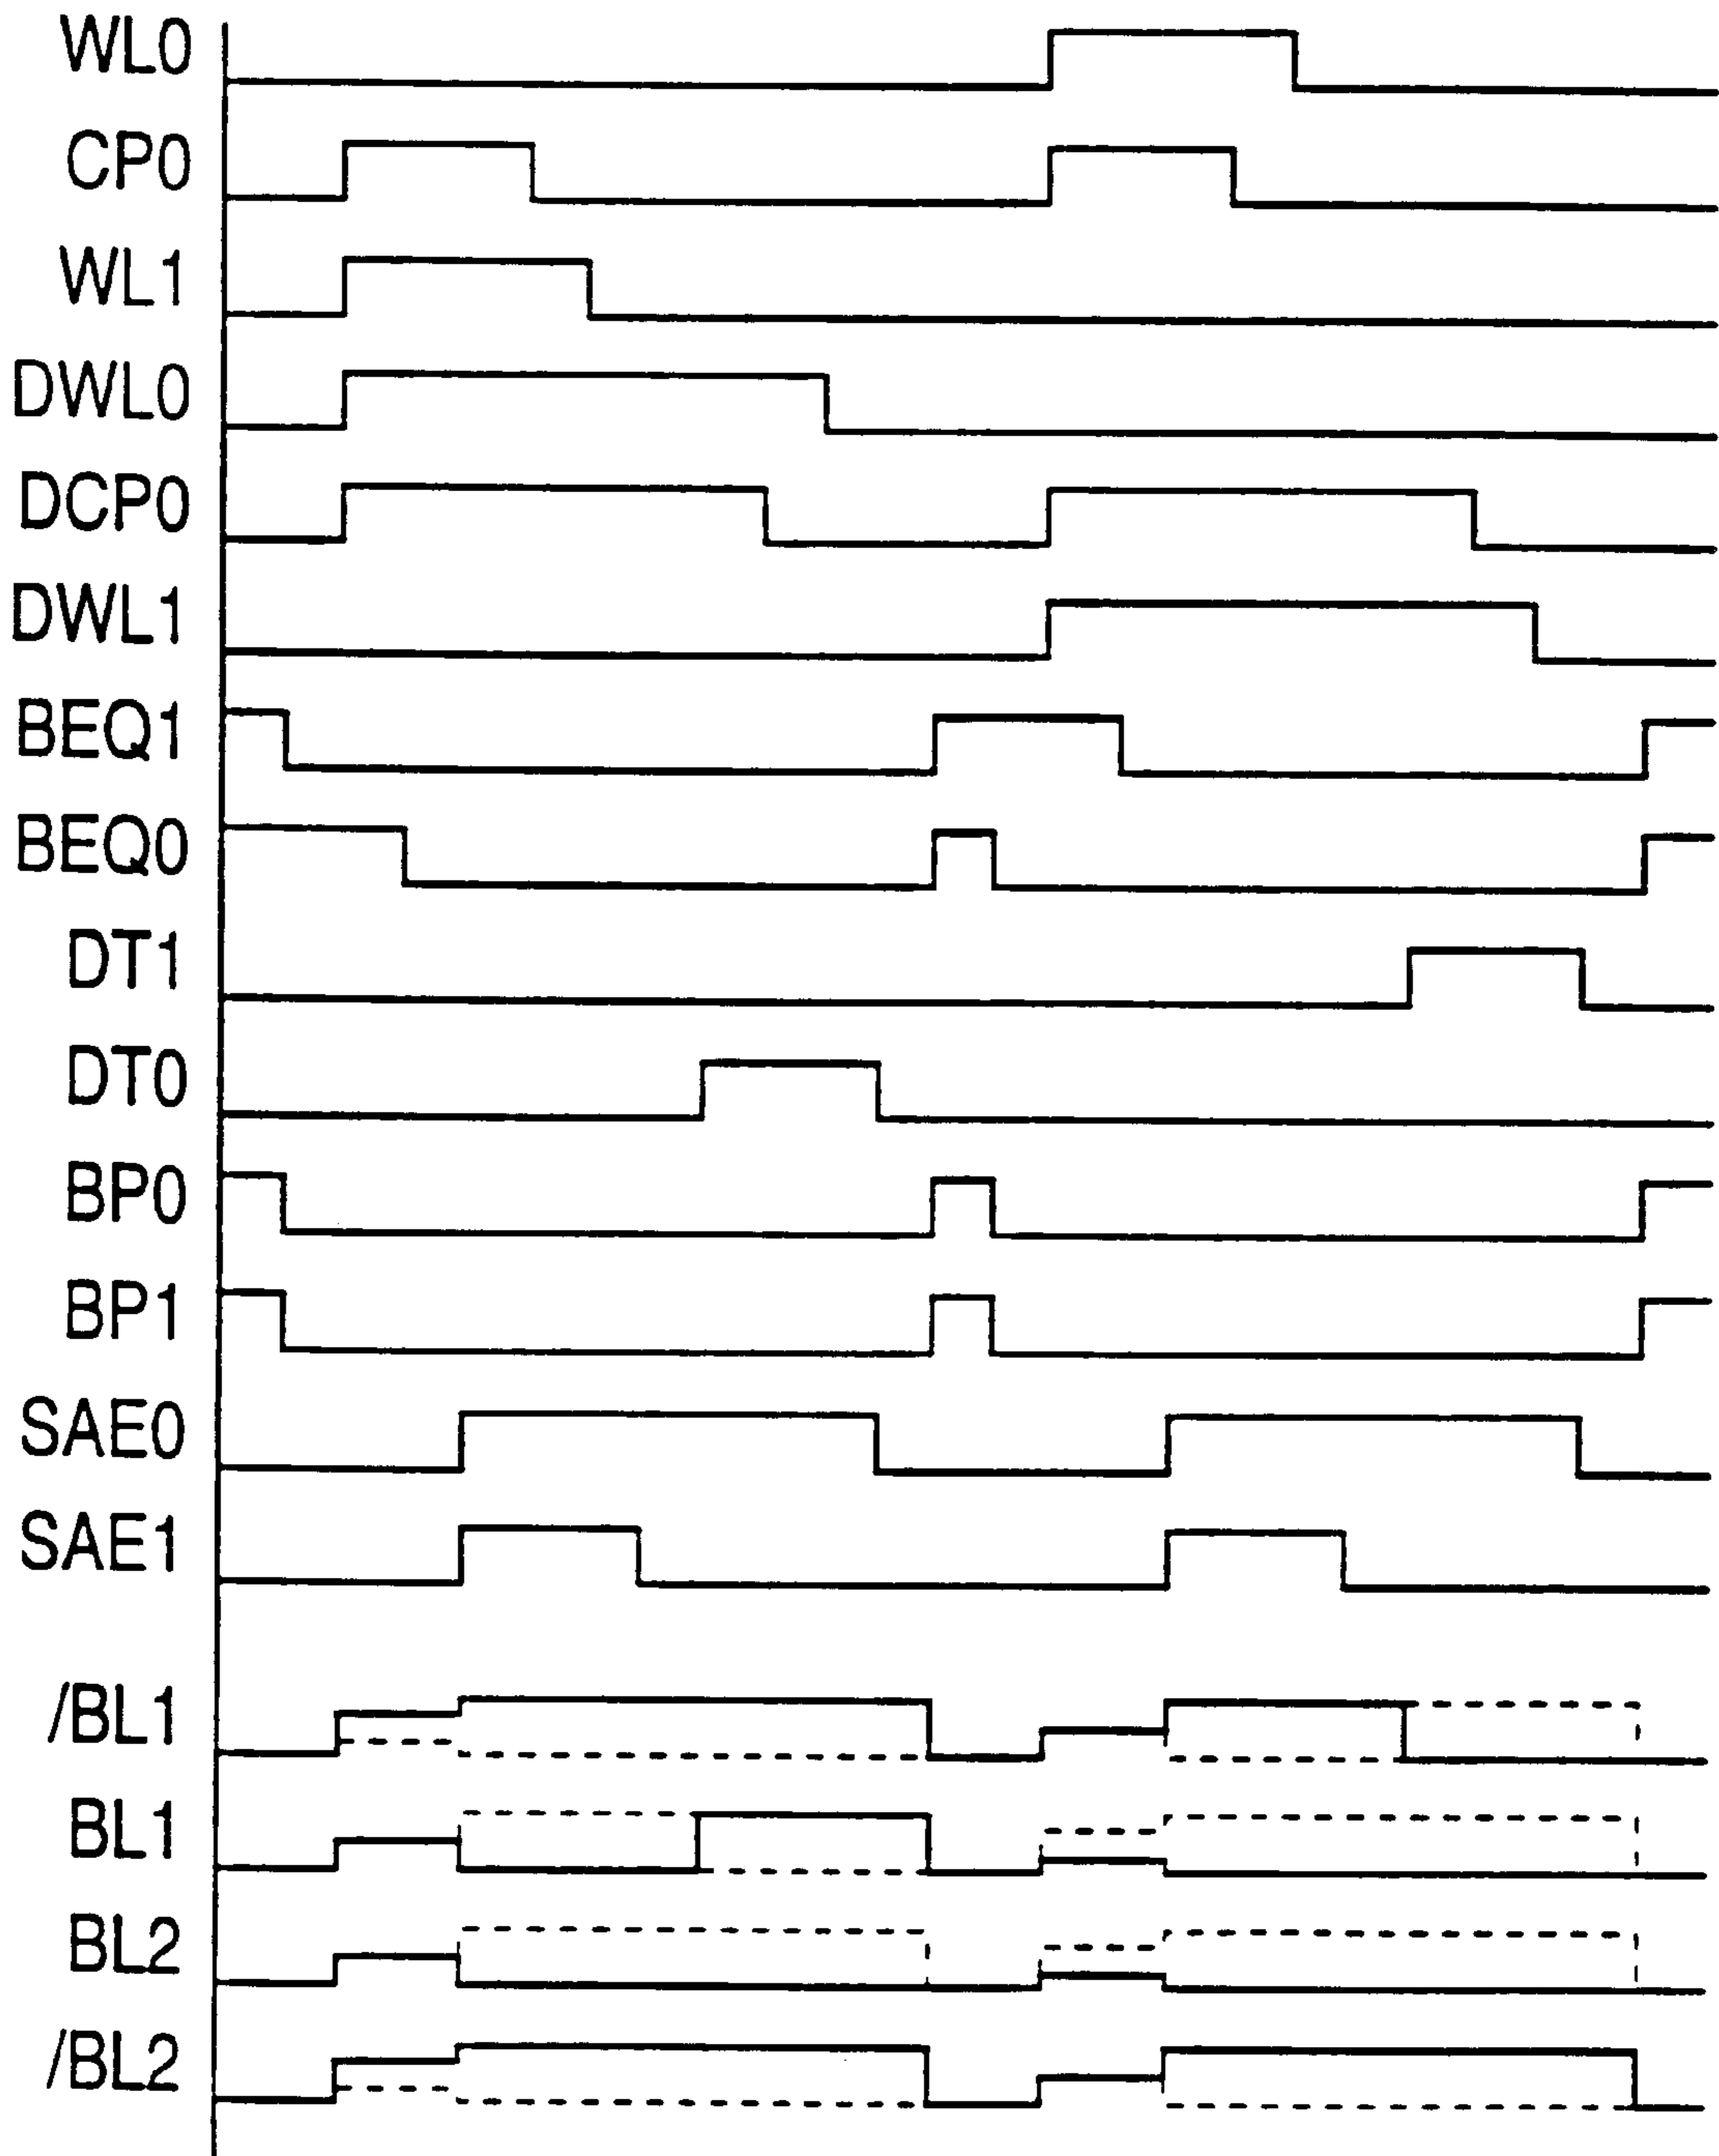 WL0
CP0
WL1
DWL0
DCP0
DWL1
BEQ1
BEQ0
DT1
DT0
BP0
BP1
SAE0
SAE1
/BL1
BL1
BL2
/BL2